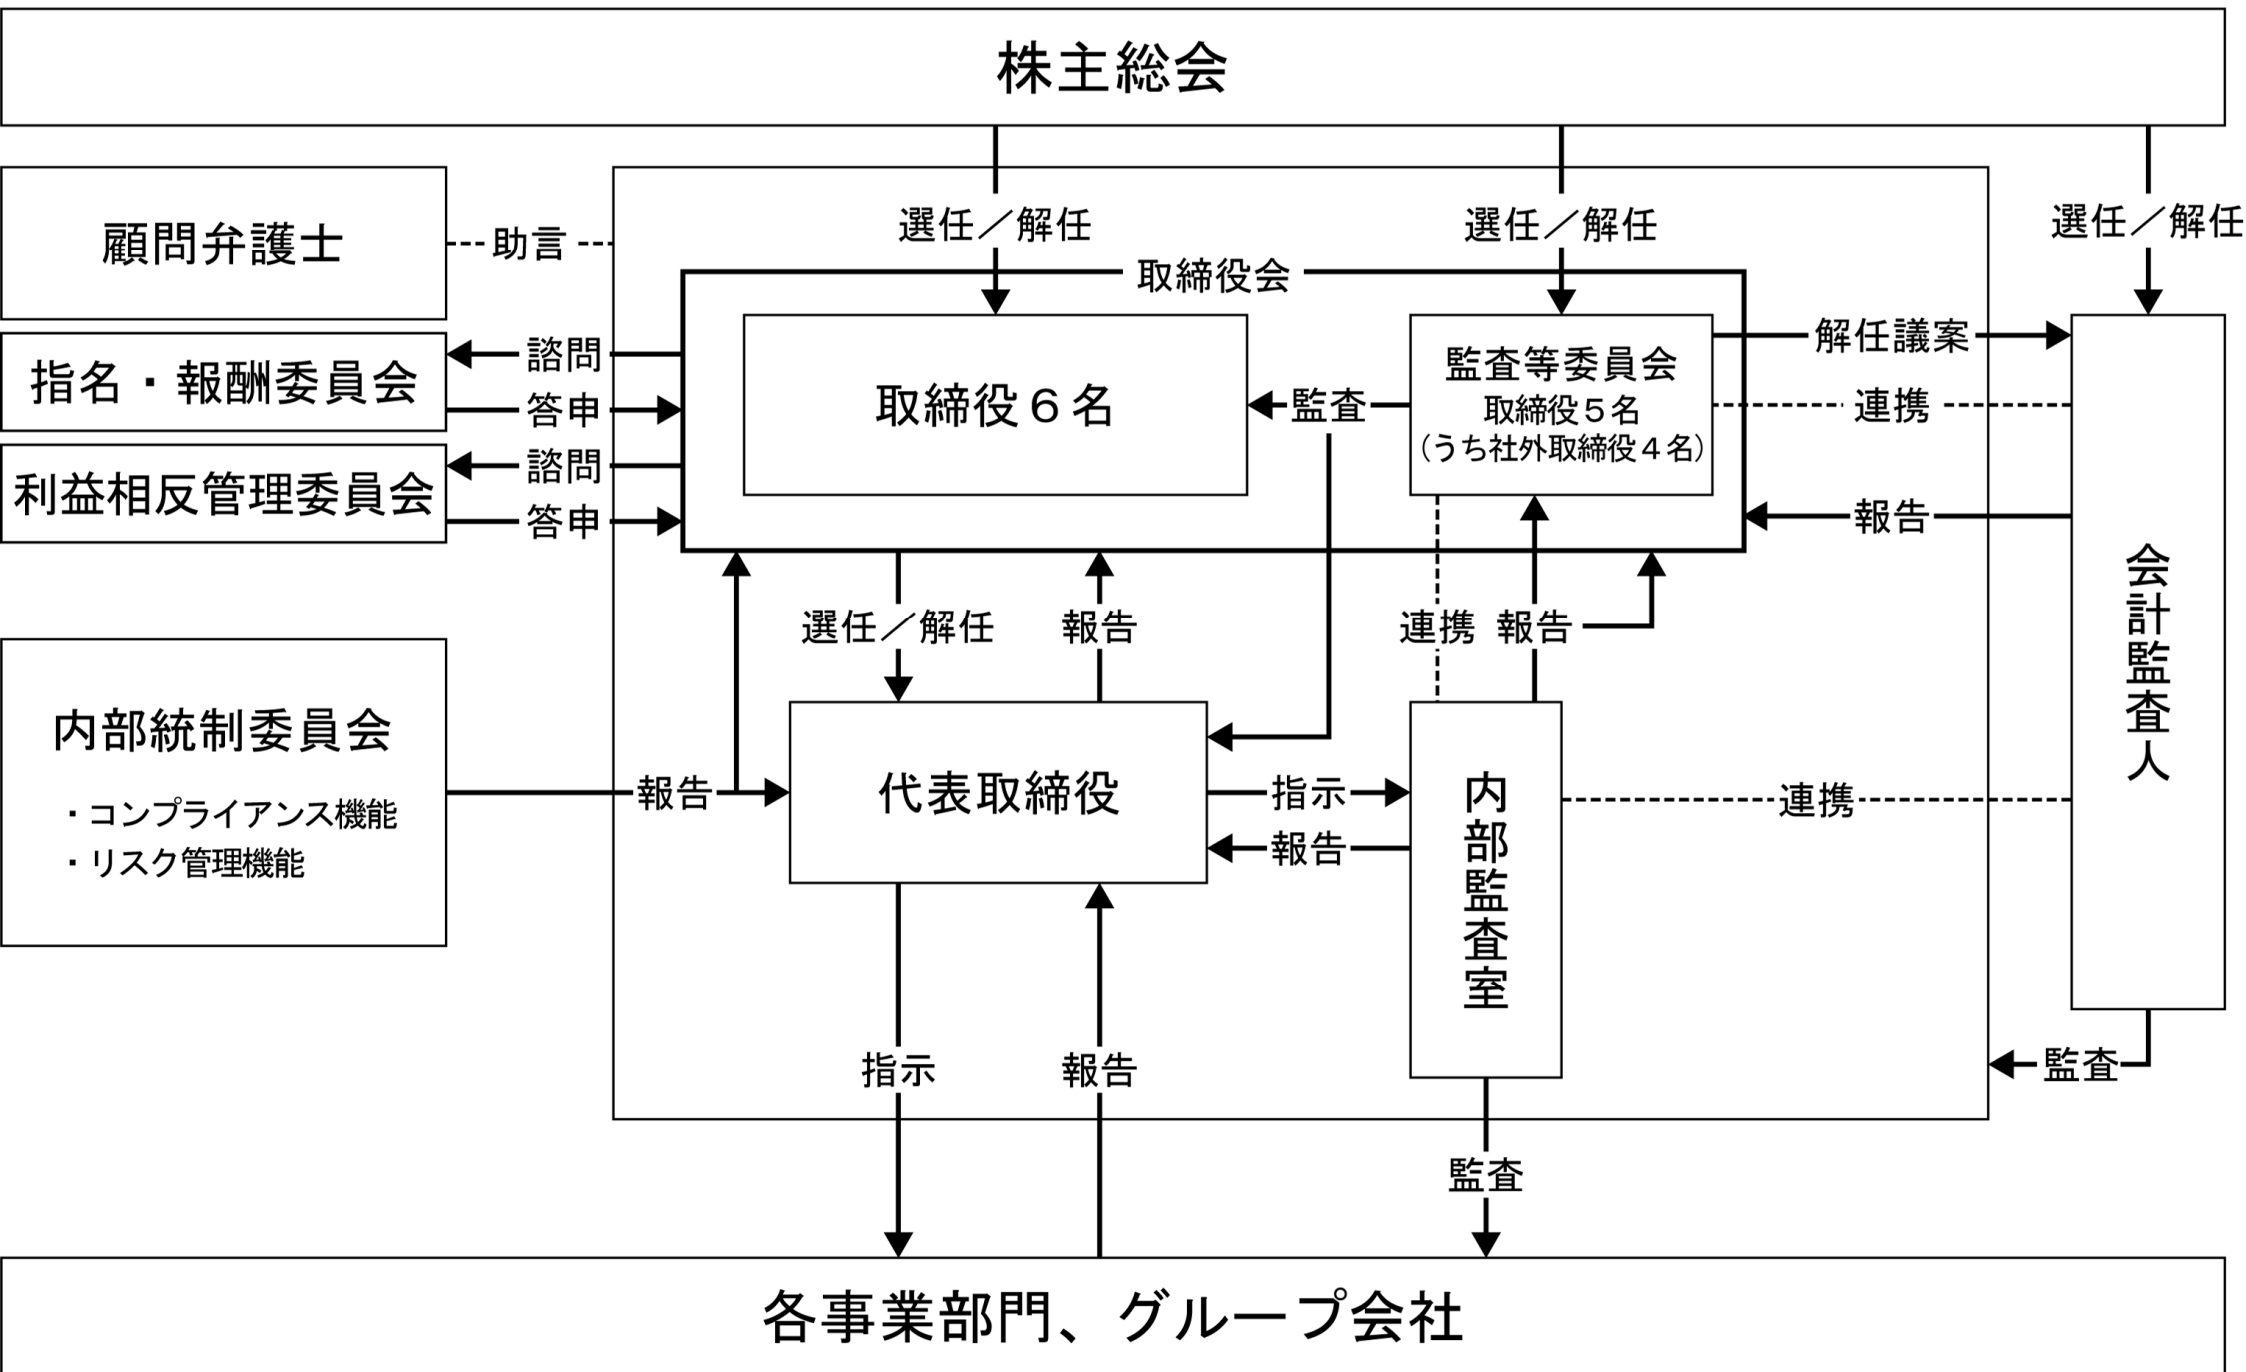 株主総会
選任／解任
選任／解任
選任／解任
顧問弁護士
助言
取締役会
指名・報酬委員会
諮問
答申
利益相反管理委員会
諮問
答申
取締役６名
監査
監査等委員会
取締役５名
（うち社外取締役４名）
解任議案
連携
報告
会計監査人
選任／解任
報告
連携
報告
内部統制委員会
・コンプライアンス機能
・リスク管理機能
報告
代表取締役
指示
報告
内部監査室
連携
監査
指示
報告
監査
各事業部門、グループ会社